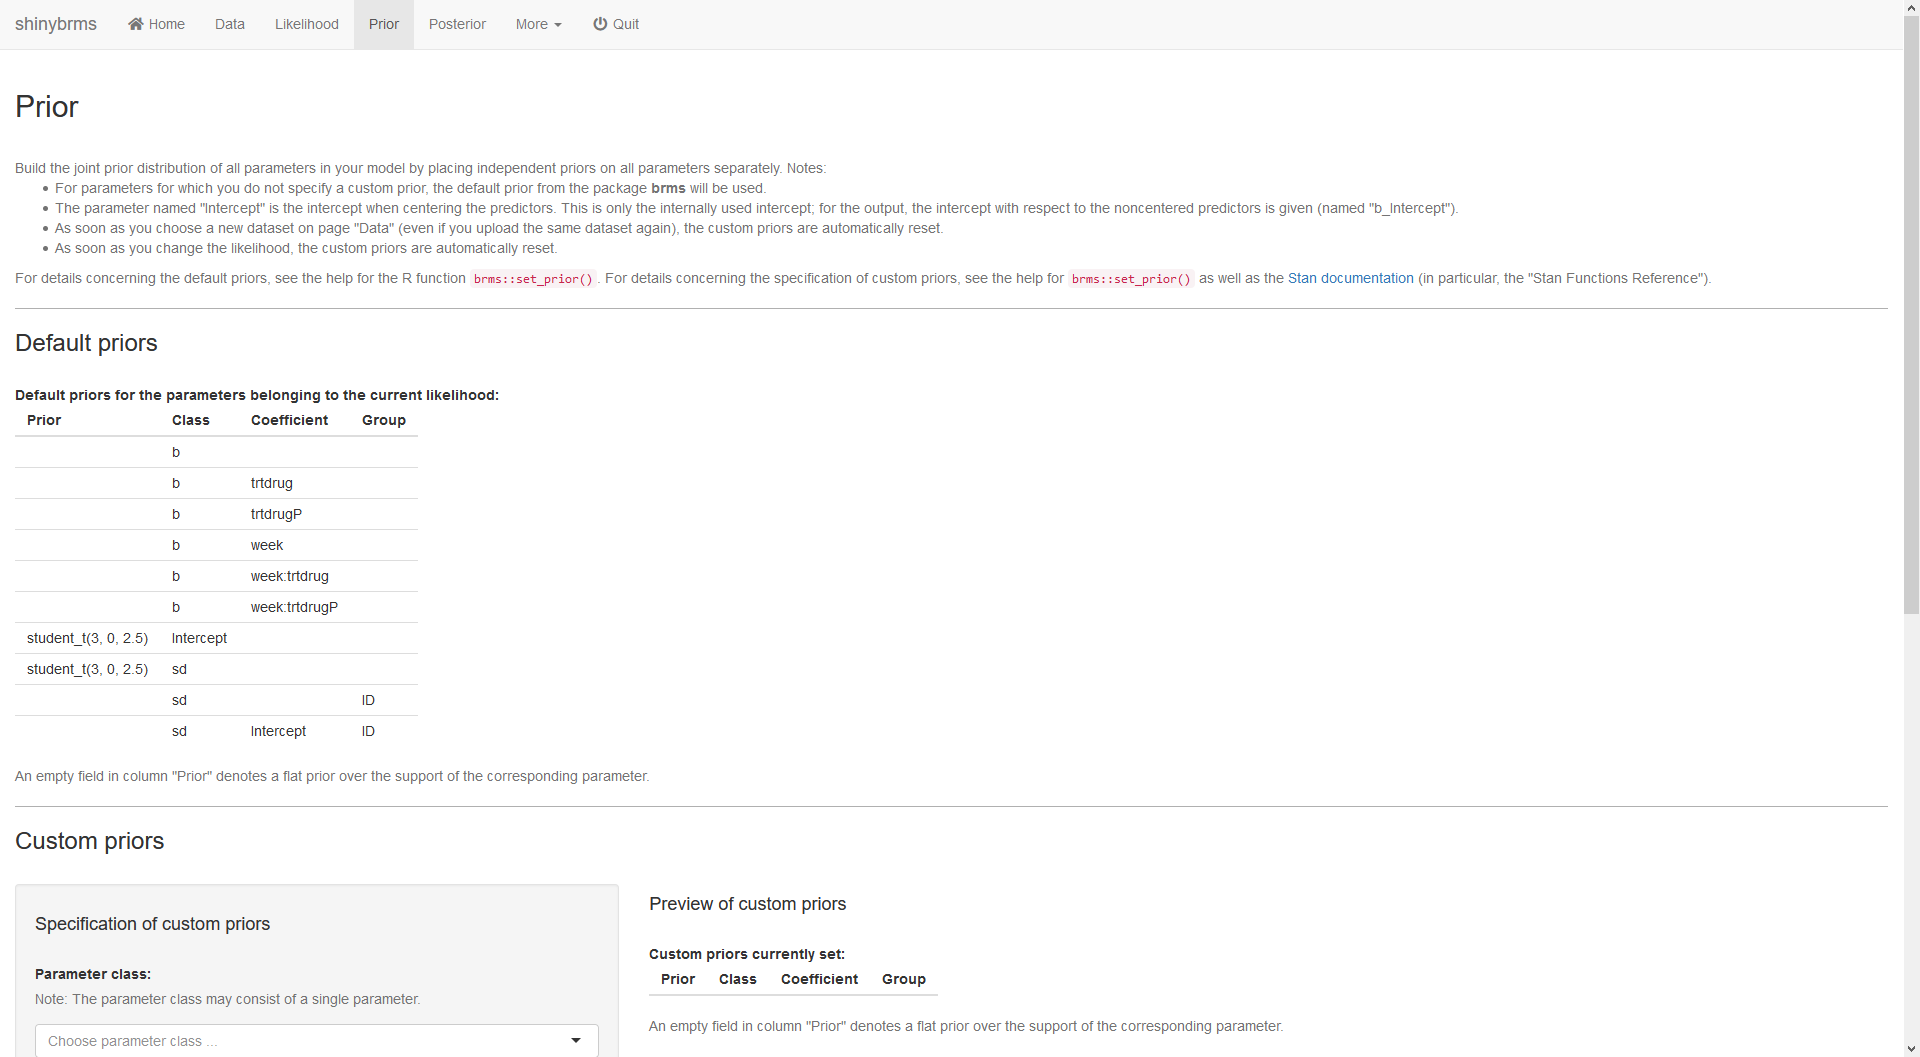 shinybrms Home Data Likelihood Prior Posterior More Quit
Prior
Build the joint prior distribution of all parameters in your model by placing independent priors on all parameters separately. Notes:
• For parameters for which you do not specify a custom prior, the default prior from the package brms will be used.
• The parameter named "Intercept" is the intercept when centering the predictors. This is only the internally used intercept; for the output, the intercept with respect to the noncentered predictors is given (named "b_Intercept").
• As soon as you choose a new dataset on page "Data" (even if you upload the same dataset again), the custom priors are automatically reset.
• As soon as you change the likelihood, the custom priors are automatically reset.
For details concerning the default priors, see the help for the R function brms::set_prior(). For details concerning the specification of custom priors, see the help for brms::set_prior() as well as the Stan documentation (in particular, the "Stan Functions Reference").
Default priors
Default priors for the parameters belonging to the current likelihood:
Prior Class Coefficient Group
b
b trtdrug
b trtdrugP
b week
b week:trtdrug
b week:trtdrugP
student_t(3, 0, 2.5) Intercept
student_t(3, 0, 2.5) sd
sd ID
sd Intercept ID
An empty field in column "Prior" denotes a flat prior over the support of the corresponding parameter.
Custom priors
Specification of custom priors
Parameter class:
Note: The parameter class may consist of a single parameter.
Choose parameter class ...
Preview of custom priors
Custom priors currently set:
Prior Class Coefficient Group
An empty field in column "Prior" denotes a flat prior over the support of the corresponding parameter.